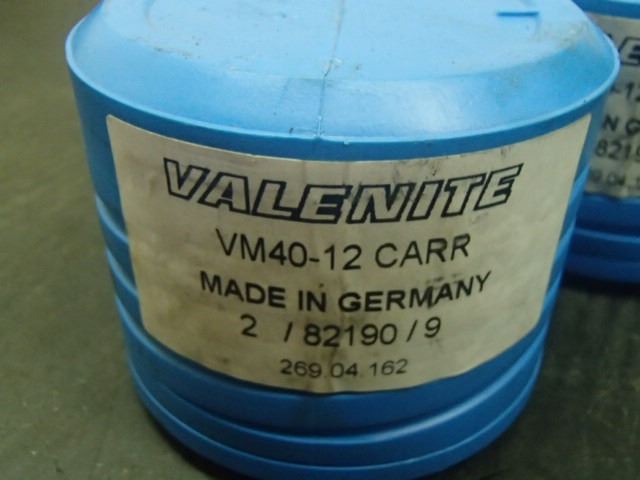 VALENITE
VM40-12 CARR
MADE IN GERMANY
2 / 82190 / 9
269.04.162